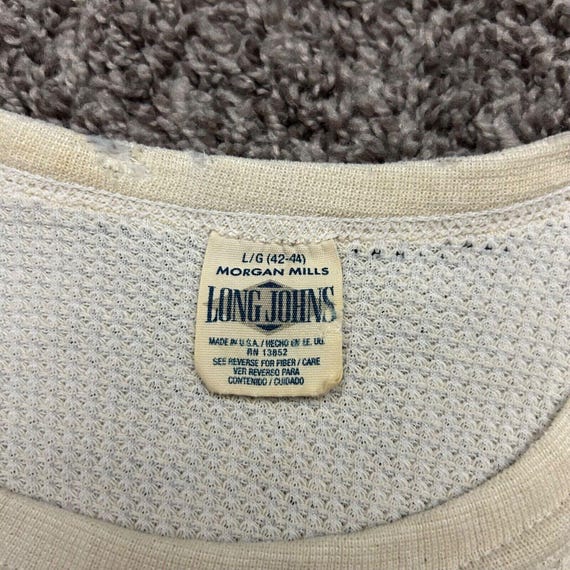 L/G (42-44)
MORGAN MILLS
LONG JOHNS
MADE IN U.S.A. / HECHO EN EE. UU.
RN 13852
SEE REVERSE FOR FIBER / CARE
VER REVERSO PARA
CONTENIDO / CUIDADO